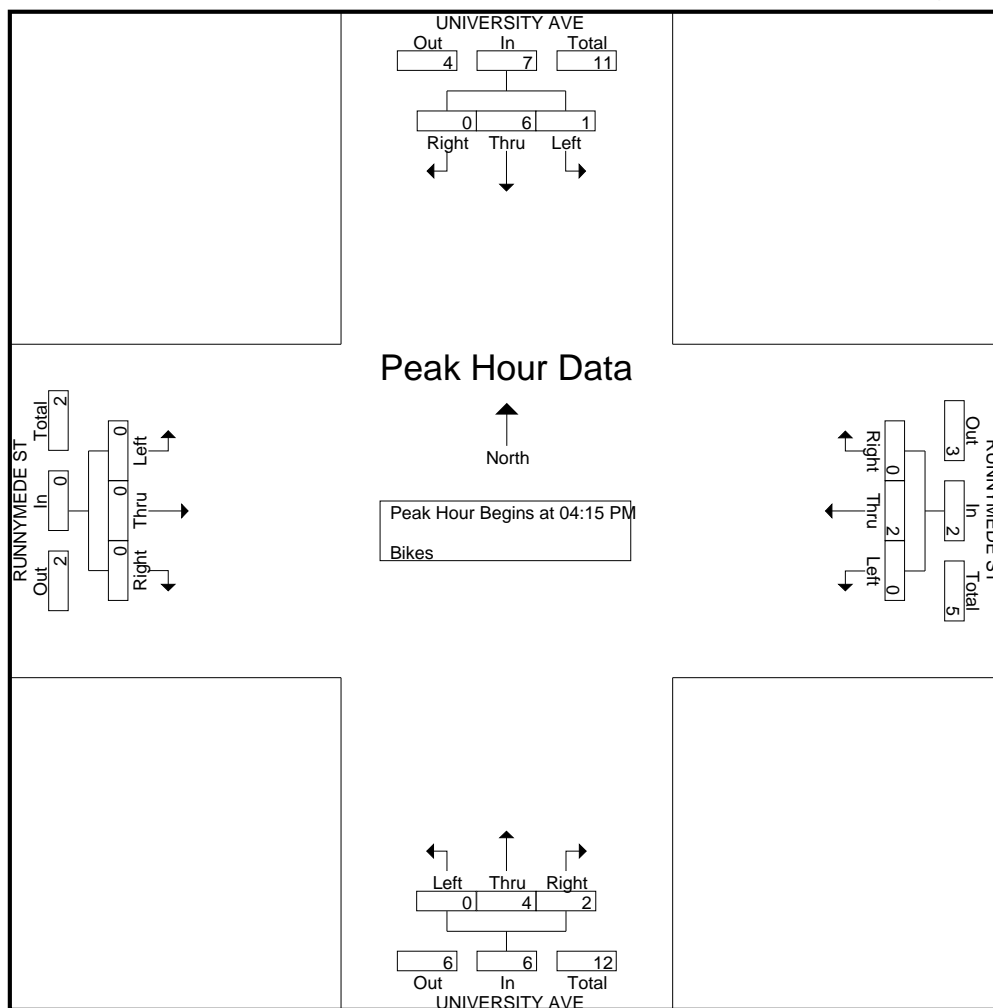 UNIVERSITY AVE
Out In Total
4 7 11
0 6 1
Right Thru Left
Peak Hour Data
North
Peak Hour Begins at 04:15 PM
Bikes
RUNNYMEDE ST
Total In Out
2 0 2
0 0 0
Left Thru Right
Right Thru Left
0 2 0
3 2 5
Out In Total
RUNNYMEDE ST
Left Thru Right
0 4 2
6 6 12
Out In Total
UNIVERSITY AVE